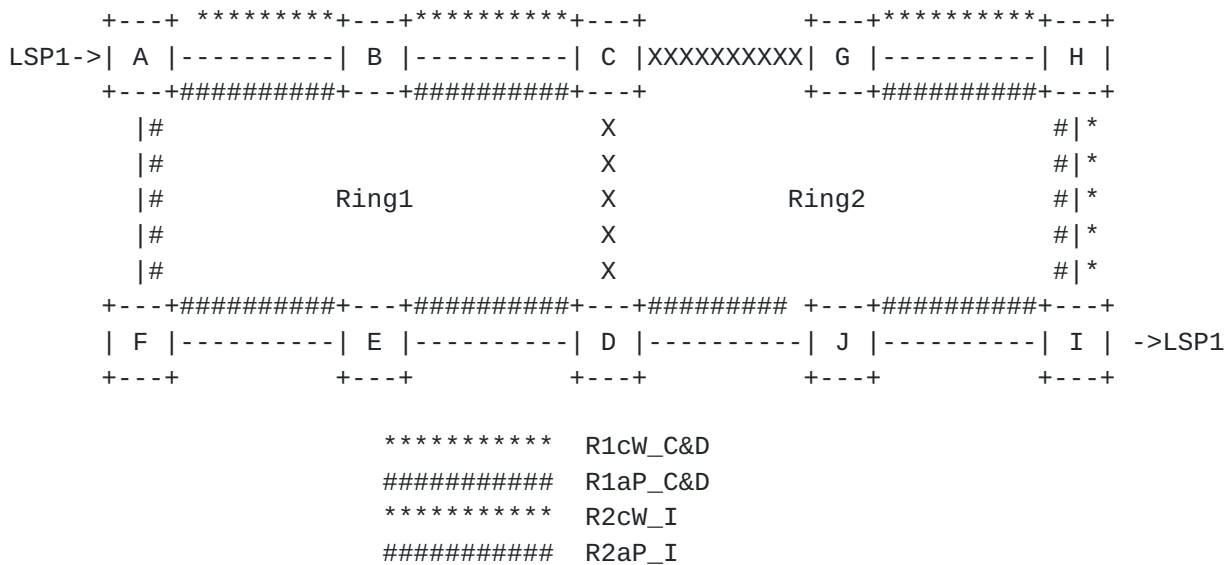 +---+ *********+---+**********+---+          +---+**********+---+
LSP1->| A |----------| B |----------| C |XXXXXXXXXX| G |----------| H |
+---+##########+---+##########+---+          +---+##########+---+
|#                            X                            #|*
|#                            X                            #|*
|#           Ring1            X           Ring2            #|*
|#                            X                            #|*
|#                            X                            #|*
+---+##########+---+##########+---+######### +---+##########+---+
| F |----------| E |----------| D |----------| J |----------| I | ->LSP1
+---+          +---+          +---+          +---+          +---+
***********  R1cW_C&D
###########  R1aP_C&D
***********  R2cW_I
###########  R2aP_I